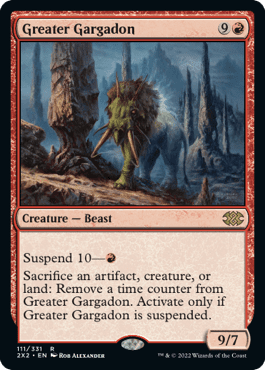 Greater Gargadon 9
Creature — Beast
Suspend 10—
Sacrifice an artifact, creature, or
land: Remove a time counter from
Greater Gargadon. Activate only if
Greater Gargadon is suspended.
9/7
111/331 R
2X2 • EN Rob Alexander
™ & © 2022 Wizards of the Coast